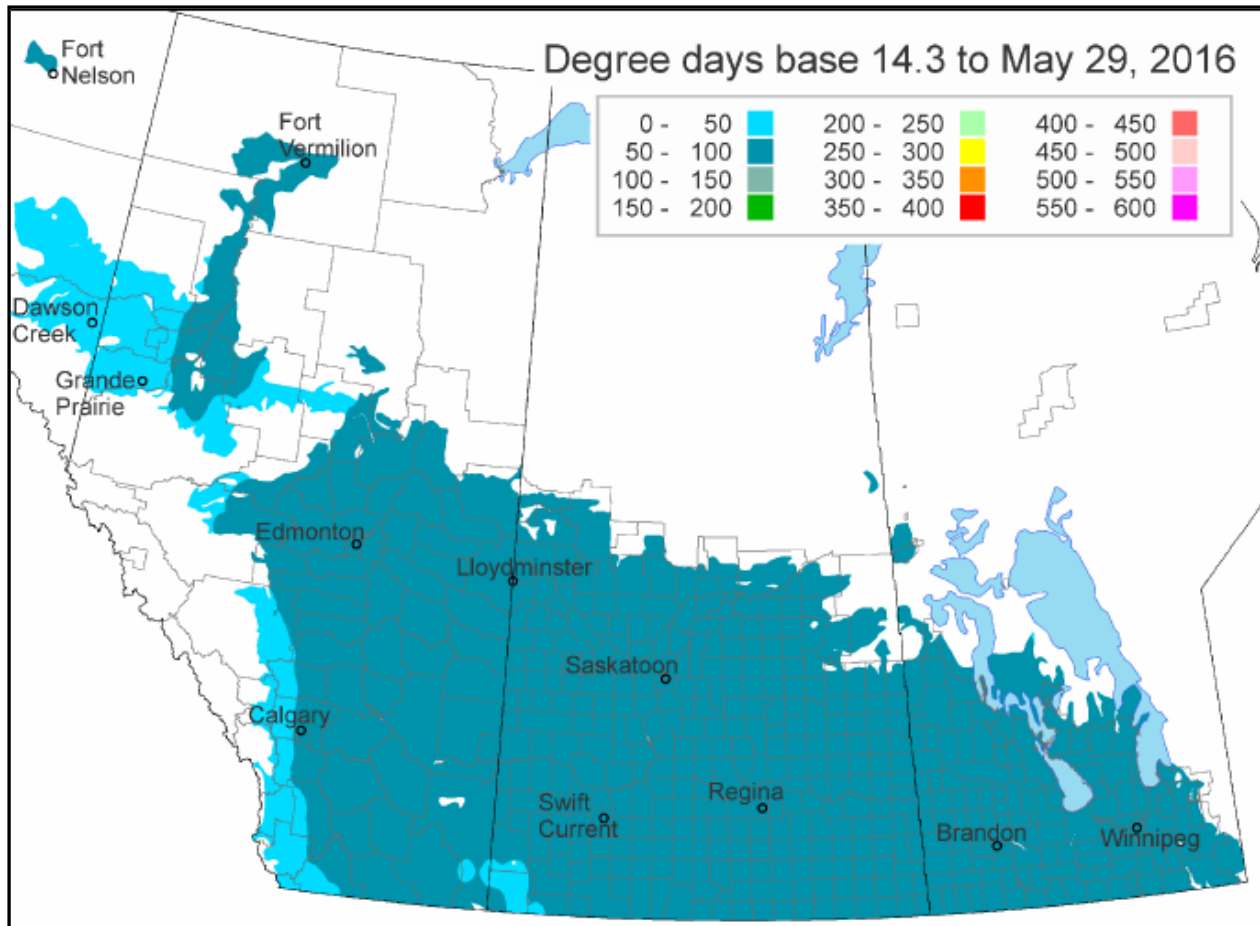 Degree days base 14.3 to May 29, 2016
0 - 50
50 - 100
100 - 150
150 - 200
200 - 250
250 - 300
300 - 350
350 - 400
400 - 450
450 - 500
500 - 550
550 - 600
Fort
Nelson
Fort
Vermilion
Dawson
Creek
Grande
Prairie
Edmonton
Lloydminster
Saskatoon
Calgary
Swift
Current
Regina
Brandon
Winnipeg